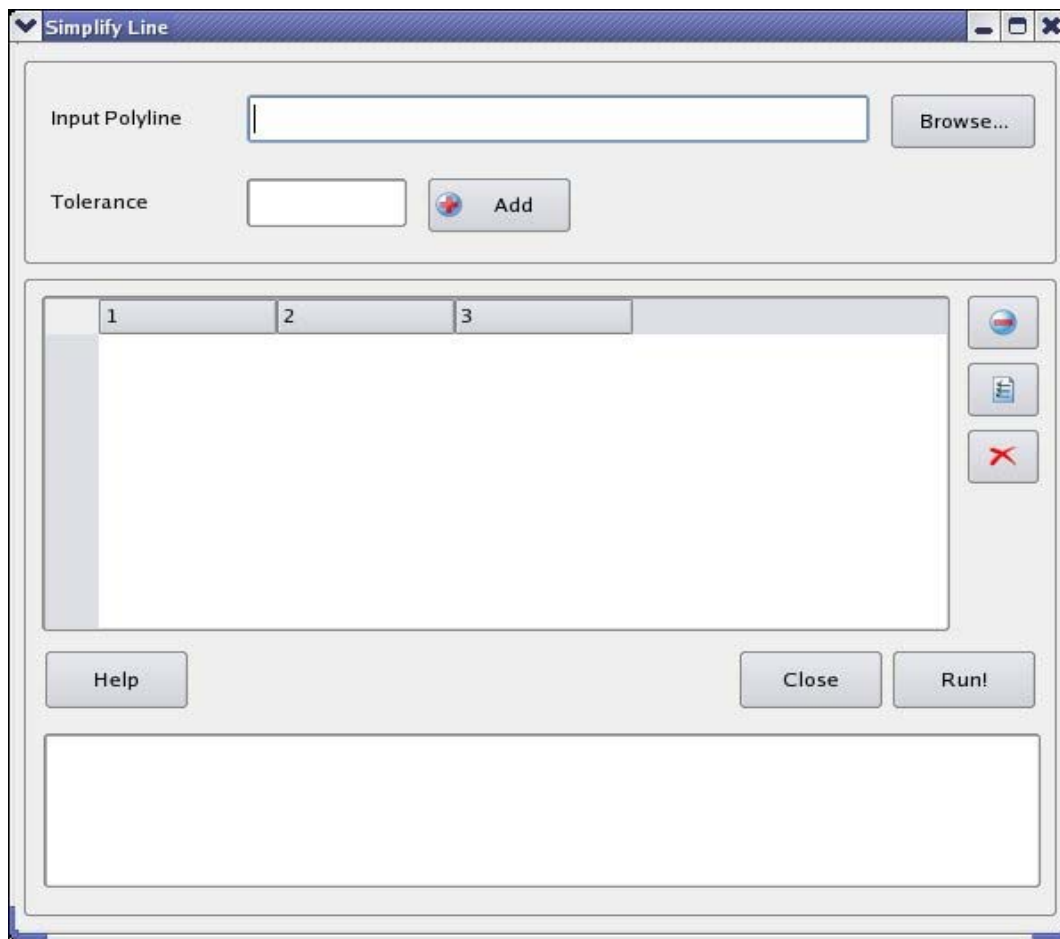 Simplify Line
Input Polyline
Browse...
Tolerance
Add
1 2 3
Help
Close
Run!